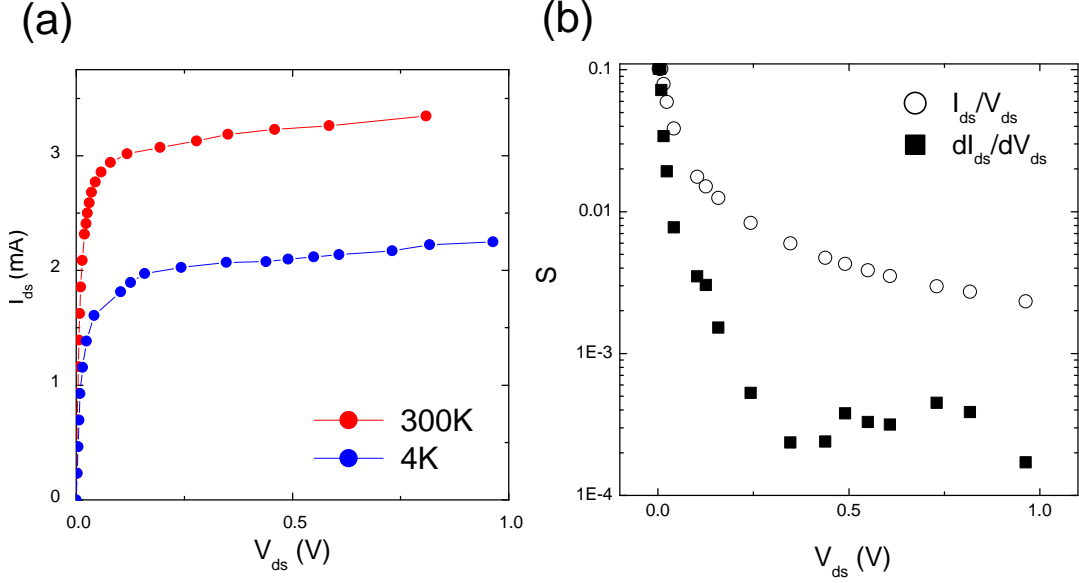 (a)
3
2
1
0
I_ds (mA)
0.0
0.5
1.0
V_ds (V)
300K
4K
(b)
0.1
0.01
1E-3
1E-4
S
0.0
0.5
1.0
V_ds (V)
I_ds/V_ds
dI_ds/dV_ds